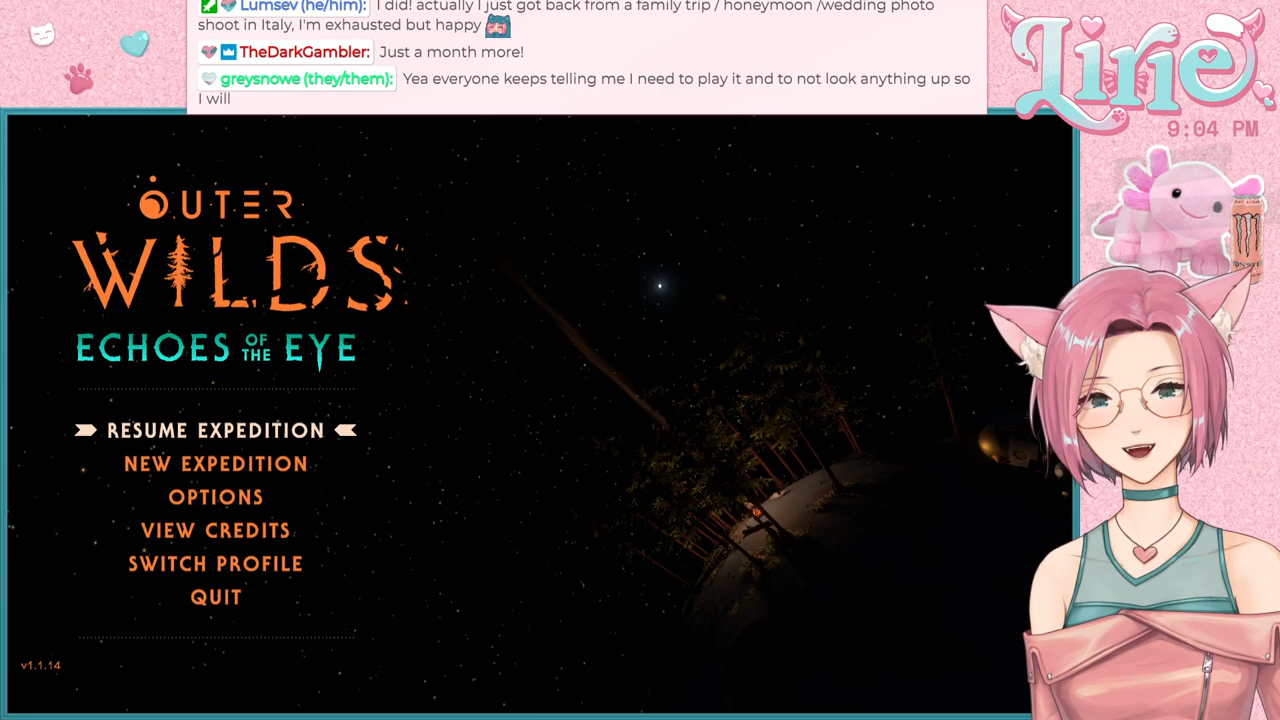 Lumsev (he/him): I did! actually I just got back from a family trip / honeymoon /wedding photo
shoot in Italy, I'm exhausted but happy
TheDarkGambler: Just a month more!
greysnowe (they/them): Yea everyone keeps telling me I need to play it and to not look anything up so
I will
Lirie
9:04 PM
OUTER
WILDS
ECHOES OF THE EYE
RESUME EXPEDITION
NEW EXPEDITION
OPTIONS
VIEW CREDITS
SWITCH PROFILE
QUIT
v1.1.14